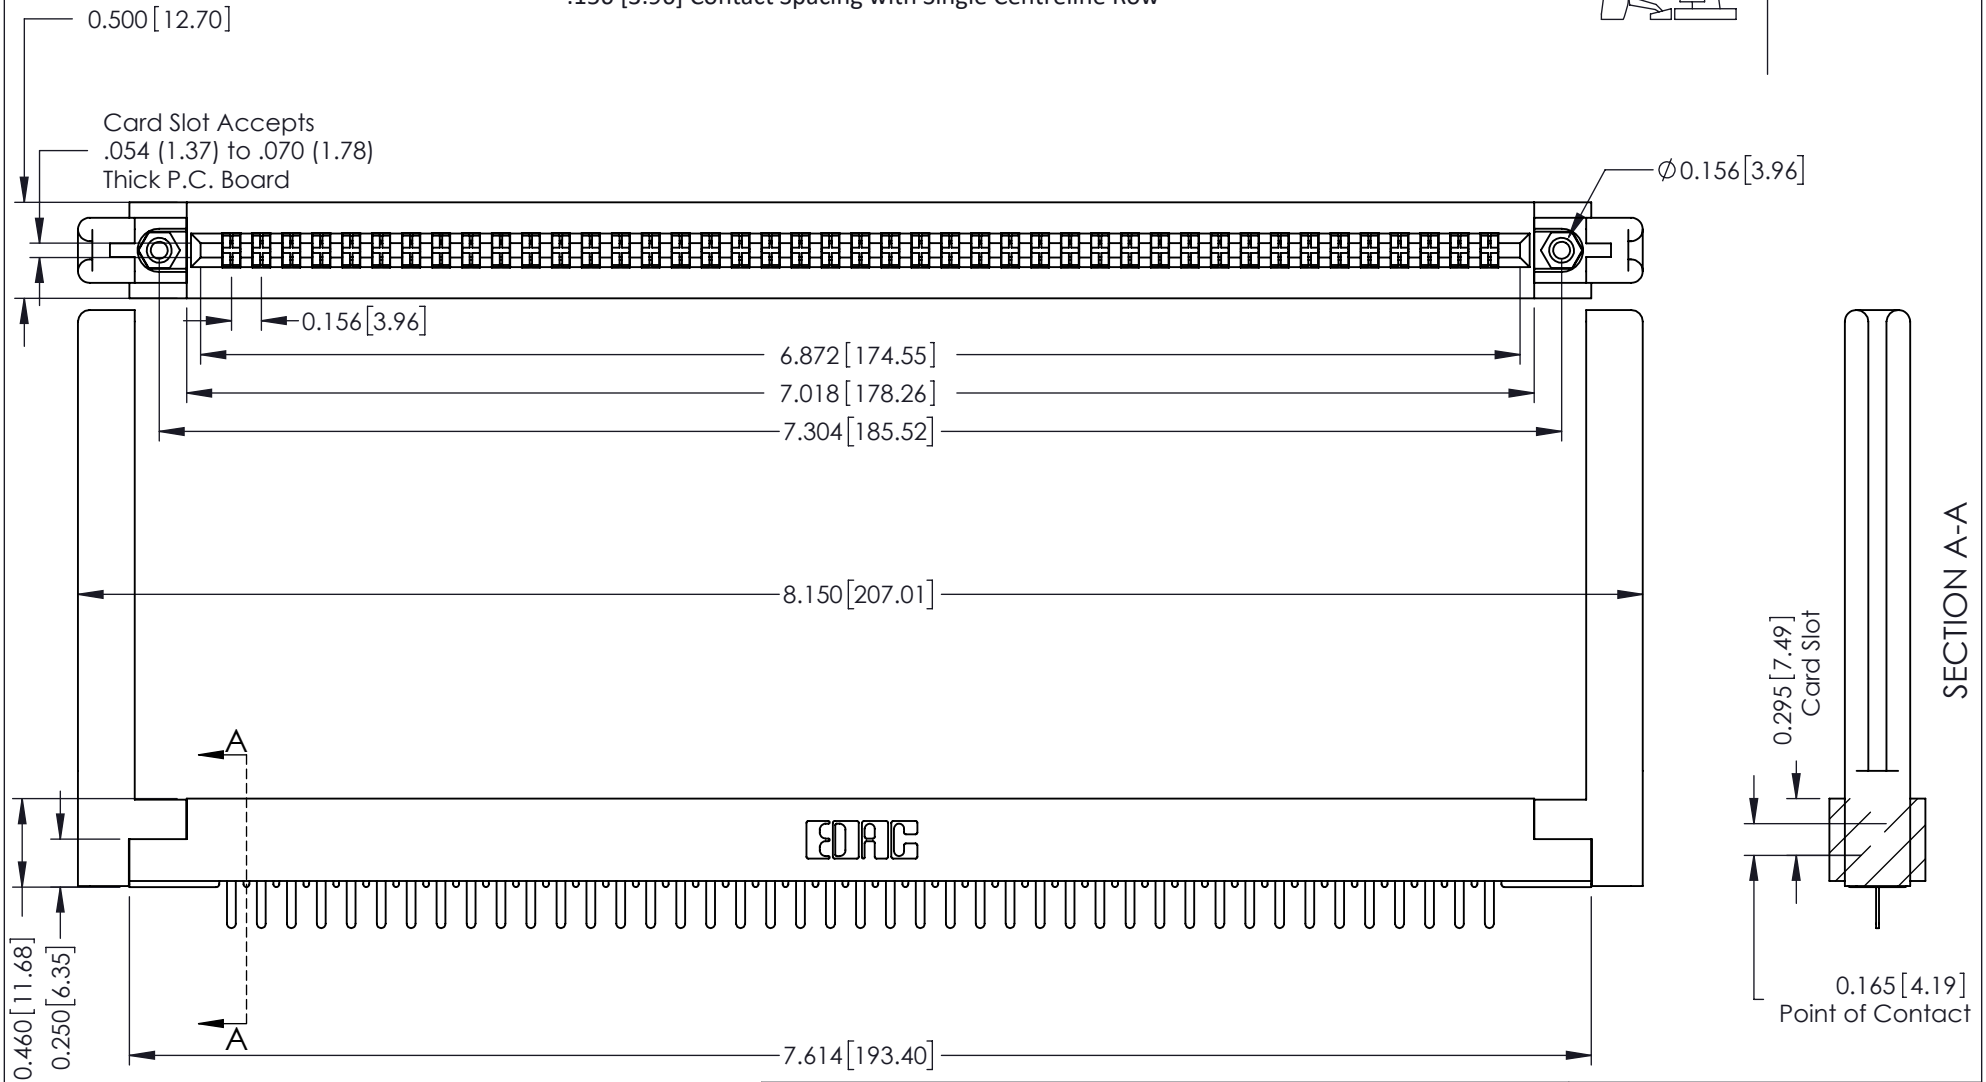 .156 [3.96] Contact Spacing with Single Centreline Row
0.500 [12.70]
Card Slot Accepts
.054 (1.37) to .070 (1.78)
Thick P.C. Board
Ø0.156[3.96]
0.156[3.96]
6.872[174.55]
7.018[178.26]
7.304[185.52]
8.150[207.01]
0.295 [7.49]
Card Slot
SECTION A-A
A
EDAC
A
0.460[11.68]
0.250[6.35]
0.165[4.19]
Point of Contact
7.614[193.40]